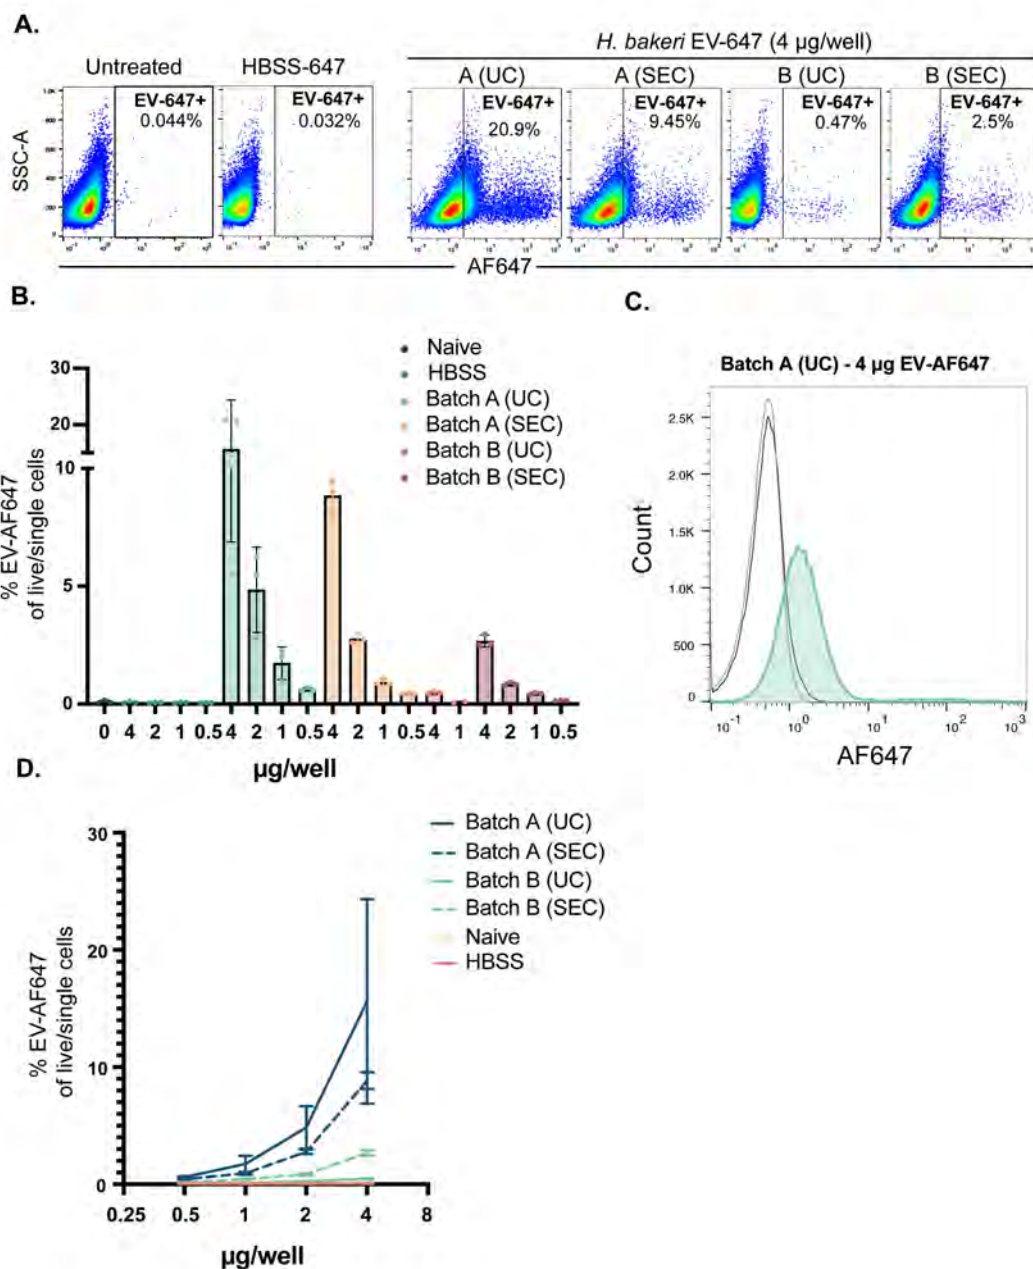 A.
H. bakeri EV-647 (4 µg/well)
Untreated
HBSS-647
A (UC)
A (SEC)
B (UC)
B (SEC)
EV-647+
0.044%
EV-647+
0.032%
EV-647+
20.9%
EV-647+
9.45%
EV-647+
0.47%
EV-647+
2.5%
SSC-A
AF647
B.
Naive
HBSS
Batch A (UC)
Batch A (SEC)
Batch B (UC)
Batch B (SEC)
% EV-AF647
of live/single cells
30
20
10
5
0
0 4 2 1 0.5 4 2 1 0.5 4 2 1 0.5 4 1 4 2 1 0.5
µg/well
C.
Batch A (UC) - 4 µg EV-AF647
Count
2.5K
2.0K
1.5K
1.0K
500
0
10-1 100 101 102 103
AF647
D.
Batch A (UC)
Batch A (SEC)
Batch B (UC)
Batch B (SEC)
Naive
HBSS
% EV-AF647
of live/single cells
30
20
10
0
0.25 0.5 1 2 4 8
µg/well